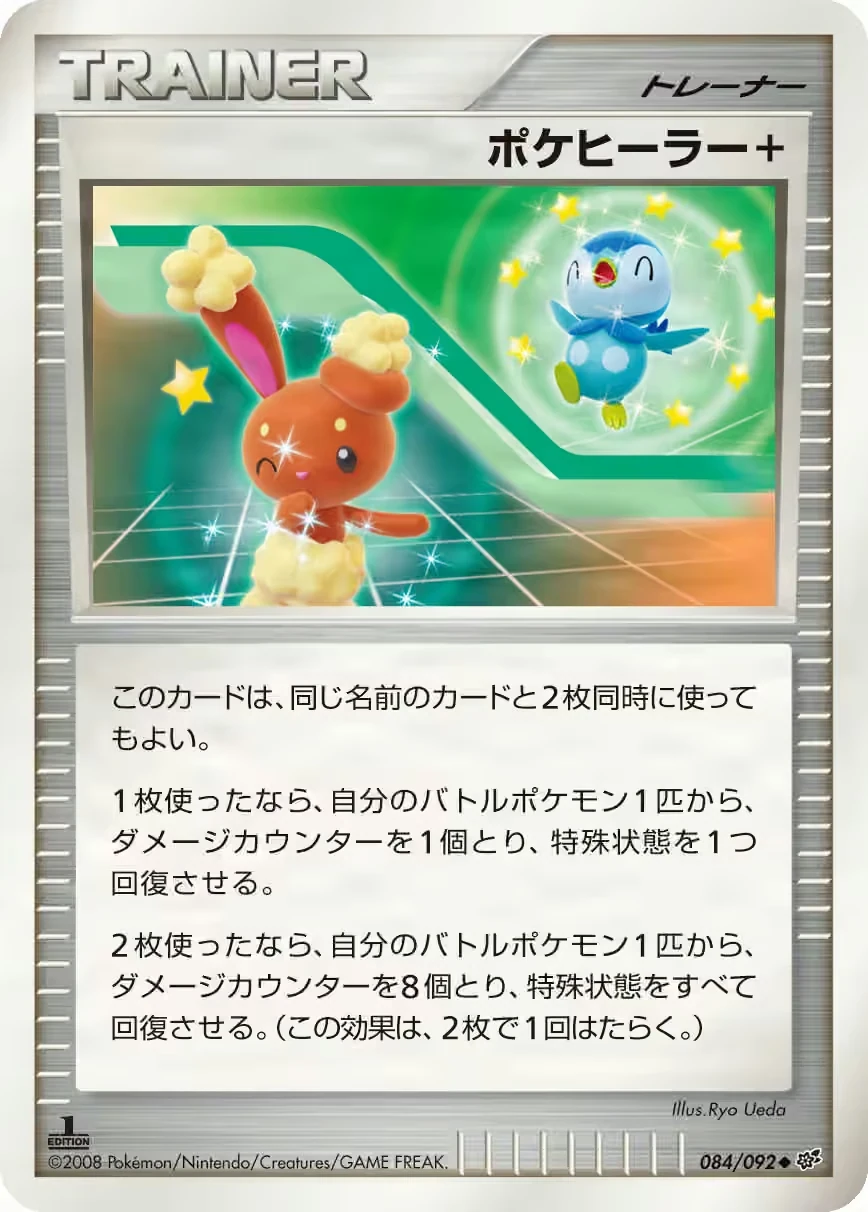 TRAINER
トレーナー
ポケヒーラー＋
このカードは、同じ名前のカードと2枚同時に使って
もよい。
1枚使ったなら、自分のバトルポケモン1匹から、
ダメージカウンターを1個とり、特殊状態を1つ
回復させる。
2枚使ったなら、自分のバトルポケモン1匹から、
ダメージカウンターを8個とり、特殊状態をすべて
回復させる。（この効果は、2枚で1回はたらく。）
Illus.Ryo Ueda
1
EDITION
©2008 Pokémon/Nintendo/Creatures/GAME FREAK.
084/092◆